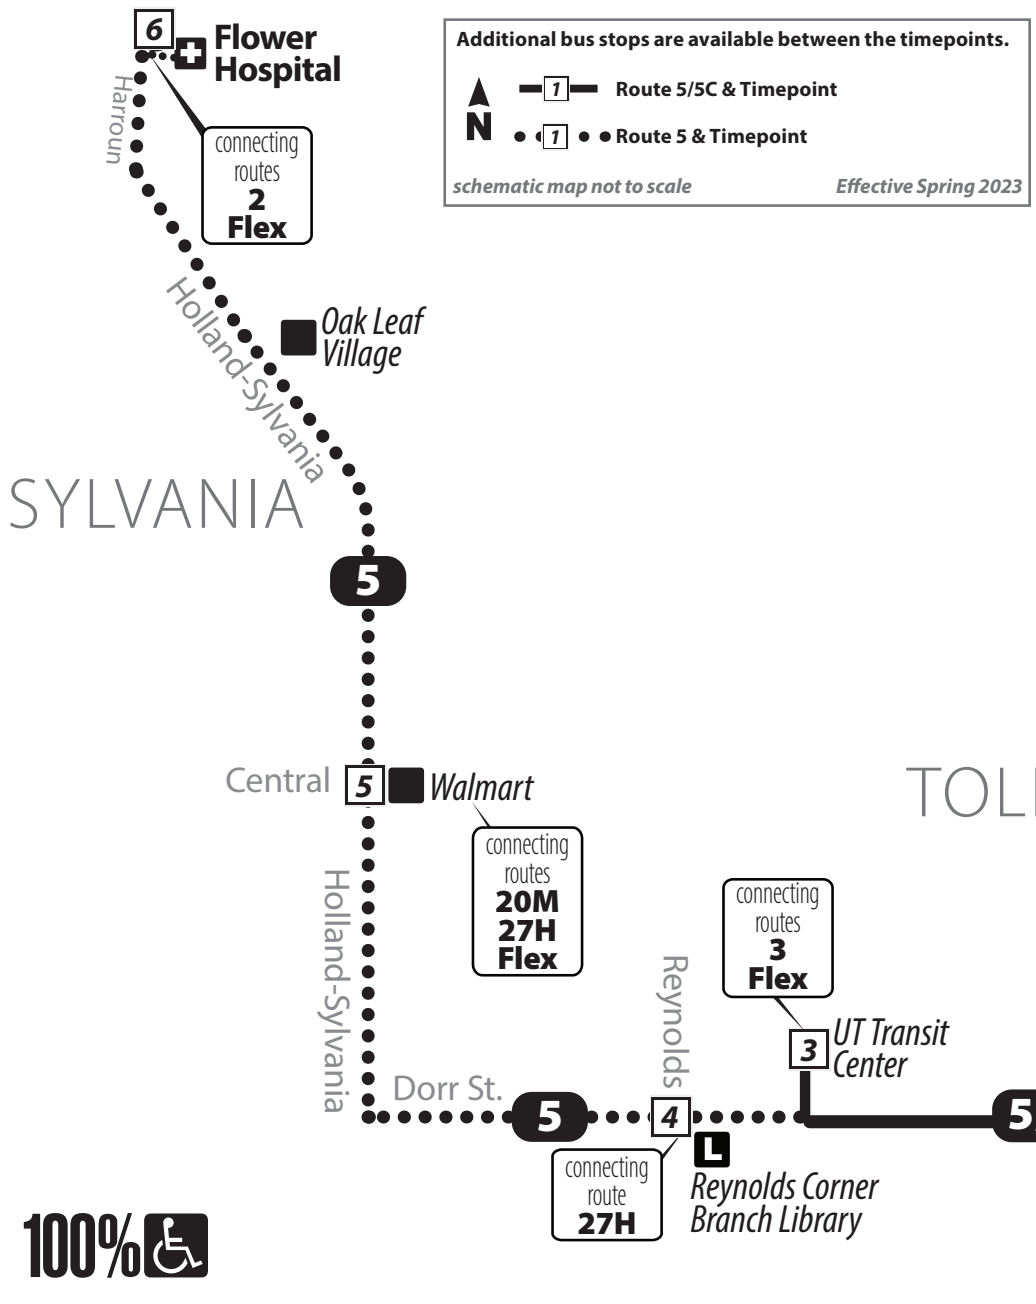 6
Flower
Hospital
Harroun
connecting
routes
2
Flex
Additional bus stops are available between the timepoints.
1
Route 5/5C & Timepoint
N
1
Route 5 & Timepoint
schematic map not to scale
Effective Spring 2023
Holland-Sylvania
Oak Leaf
Village
SYLVANIA
5
Central
5
Walmart
TOL
connecting
routes
20M
27H
Flex
connecting
routes
3
Flex
Holland-Sylvania
Reynolds
3
UT Transit
Center
Dorr St.
5
4
5
L
connecting
route
27H
Reynolds Corner
Branch Library
100%